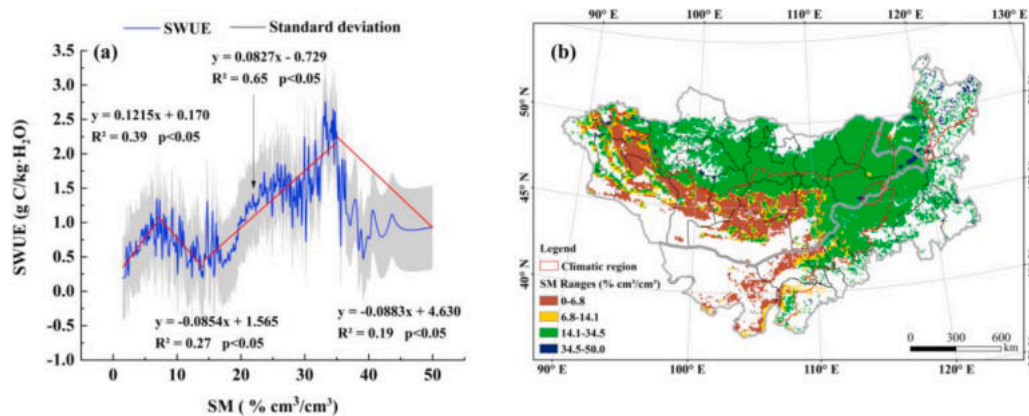 SWUE Standard deviation
(a)
y = 0.0827x - 0.729
R² = 0.65 p<0.05
y = 0.1215x + 0.170
R² = 0.39 p<0.05
y = -0.0854x + 1.565
R² = 0.27 p<0.05
y = -0.0883x + 4.630
R² = 0.19 p<0.05
SWUE (g C/kg·H₂O)
3.5
3.0
2.5
2.0
1.5
1.0
0.5
0.0
-0.5
-1.0
0 10 20 30 40 50
SM ( % cm³/cm³)
90° E 100° E 110° E 120° E 130° E
(b)
50° N
45° N
40° N
50° N
45° N
40° N
Legend
Climatic region
SM Ranges (% cm³/cm³)
0-6.8
6.8-14.1
14.1-34.5
34.5-50.0
0 300 600
km
90° E 100° E 110° E 120° E